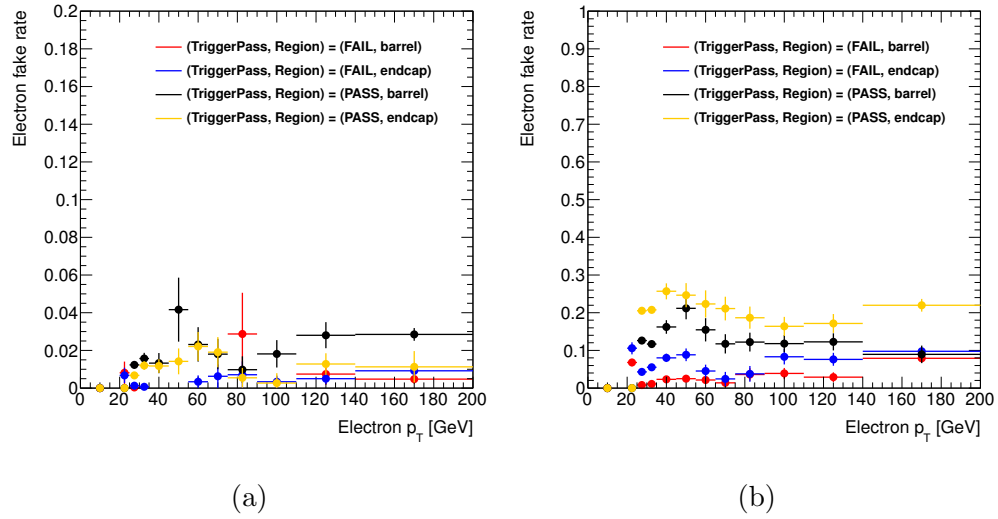 Electron fake rate
0.2
0.18
0.16
0.14
0.12
0.1
0.08
0.06
0.04
0.02
0
(TriggerPass, Region) = (FAIL, barrel)
(TriggerPass, Region) = (FAIL, endcap)
(TriggerPass, Region) = (PASS, barrel)
(TriggerPass, Region) = (PASS, endcap)
0 20 40 60 80 100 120 140 160 180 200
Electron p_T [GeV]
(a)
Electron fake rate
1
0.9
0.8
0.7
0.6
0.5
0.4
0.3
0.2
0.1
0
(TriggerPass, Region) = (FAIL, barrel)
(TriggerPass, Region) = (FAIL, endcap)
(TriggerPass, Region) = (PASS, barrel)
(TriggerPass, Region) = (PASS, endcap)
0 20 40 60 80 100 120 140 160 180 200
Electron p_T [GeV]
(b)